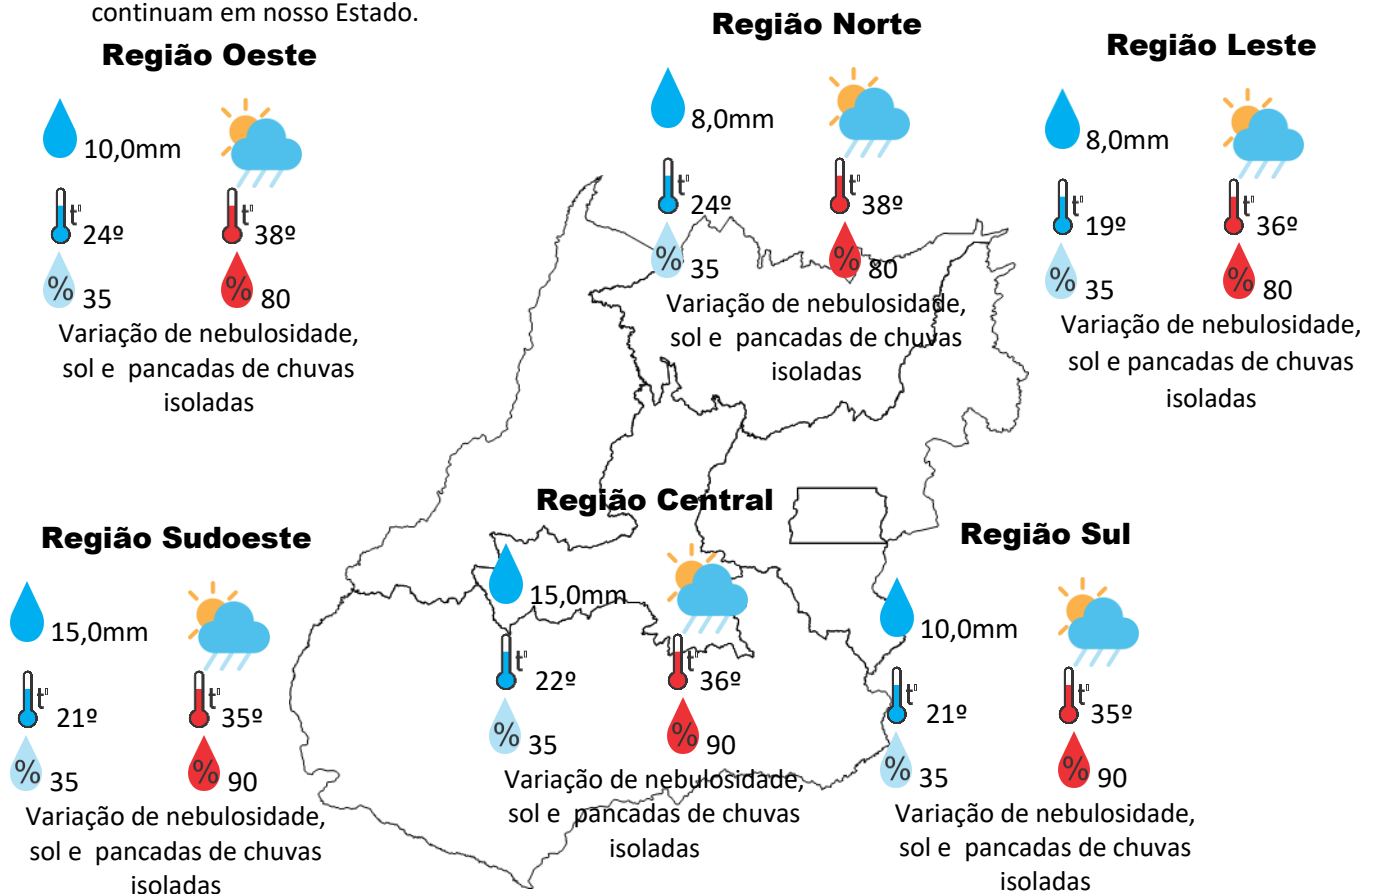 continuam em nosso Estado.
Região Oeste
10,0mm
t°
24º
t°
38º
%
35
%
80
Variação de nebulosidade,
sol e pancadas de chuvas
isoladas
Região Norte
8,0mm
t°
24º
t°
38º
%
35
%
80
Variação de nebulosidade,
sol e pancadas de chuvas
isoladas
Região Leste
8,0mm
t°
19º
t°
36º
%
35
%
80
Variação de nebulosidade,
sol e pancadas de chuvas
isoladas
Região Sudoeste
15,0mm
t°
21º
t°
35º
%
35
%
90
Variação de nebulosidade,
sol e pancadas de chuvas
isoladas
Região Central
15,0mm
t°
22º
t°
36º
%
35
%
90
Variação de nebulosidade,
sol e pancadas de chuvas
isoladas
Região Sul
10,0mm
t°
21º
t°
35º
%
35
%
90
Variação de nebulosidade,
sol e pancadas de chuvas
isoladas